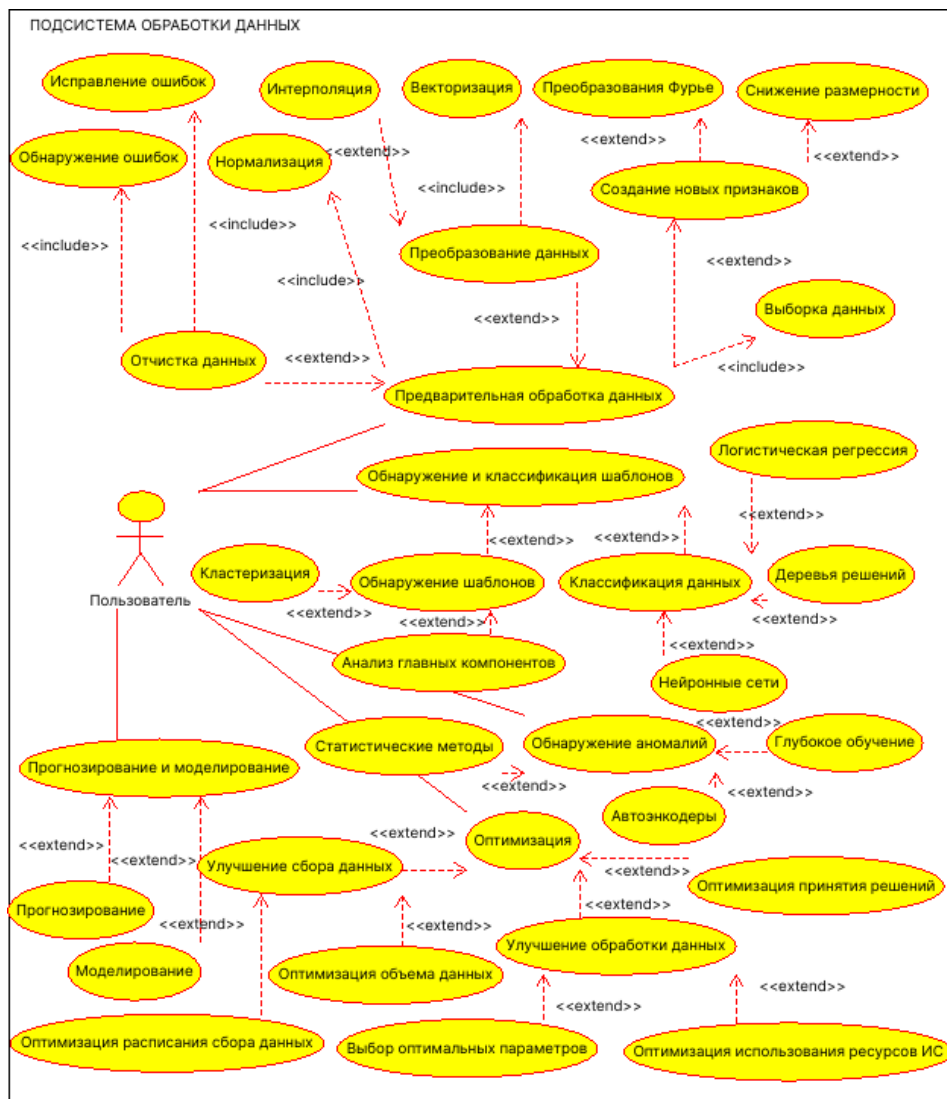 ПОДСИСТЕМА ОБРАБОТКИ ДАННЫХ
Исправление ошибок
Интерполяция
Векторизация
Преобразования Фурье
Снижение размерности
Обнаружение ошибок
Нормализация
<<extend>>
<<extend>>
<<extend>>
<<include>>
Создание новых признаков
<<include>>
<<include>>
Преобразование данных
<<extend>>
<<include>>
Выборка данных
<<extend>>
Отчистка данных
<<extend>>
<<include>>
Предварительная обработка данных
Логистическая регрессия
Обнаружение и классификация шаблонов
<<extend>>
<<extend>>
<<extend>>
Кластеризация
Обнаружение шаблонов
Классификация данных
Деревья решений
Пользователь
<<extend>>
<<extend>>
<<extend>>
<<extend>>
Анализ главных компонентов
Нейронные сети
<<extend>>
Статистические методы
Обнаружение аномалий
Глубокое обучение
Прогнозирование и моделирование
<<extend>>
<<extend>>
Автоэнкодеры
<<extend>>
<<extend>>
Оптимизация
<<extend>>
Улучшение сбора данных
<<extend>>
Оптимизация принятия решений
Прогнозирование
<<extend>>
<<extend>>
<<extend>>
Улучшение обработки данных
Моделирование
Оптимизация объема данных
<<extend>>
<<extend>>
Оптимизация расписания сбора данных
Выбор оптимальных параметров
Оптимизация использования ресурсов ИС